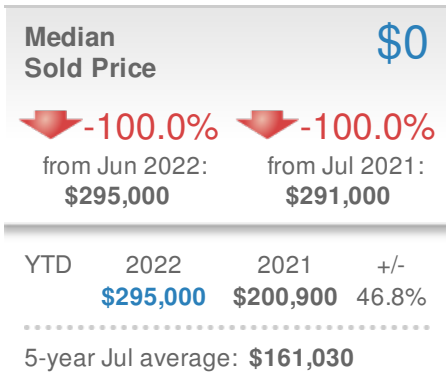 Median $0
Sold Price
-100.0% -100.0%
from Jun 2022: from Jul 2021:
$295,000 $291,000
YTD 2022 2021 +/-
$295,000 $200,900 46.8%
5-year Jul average: $161,030